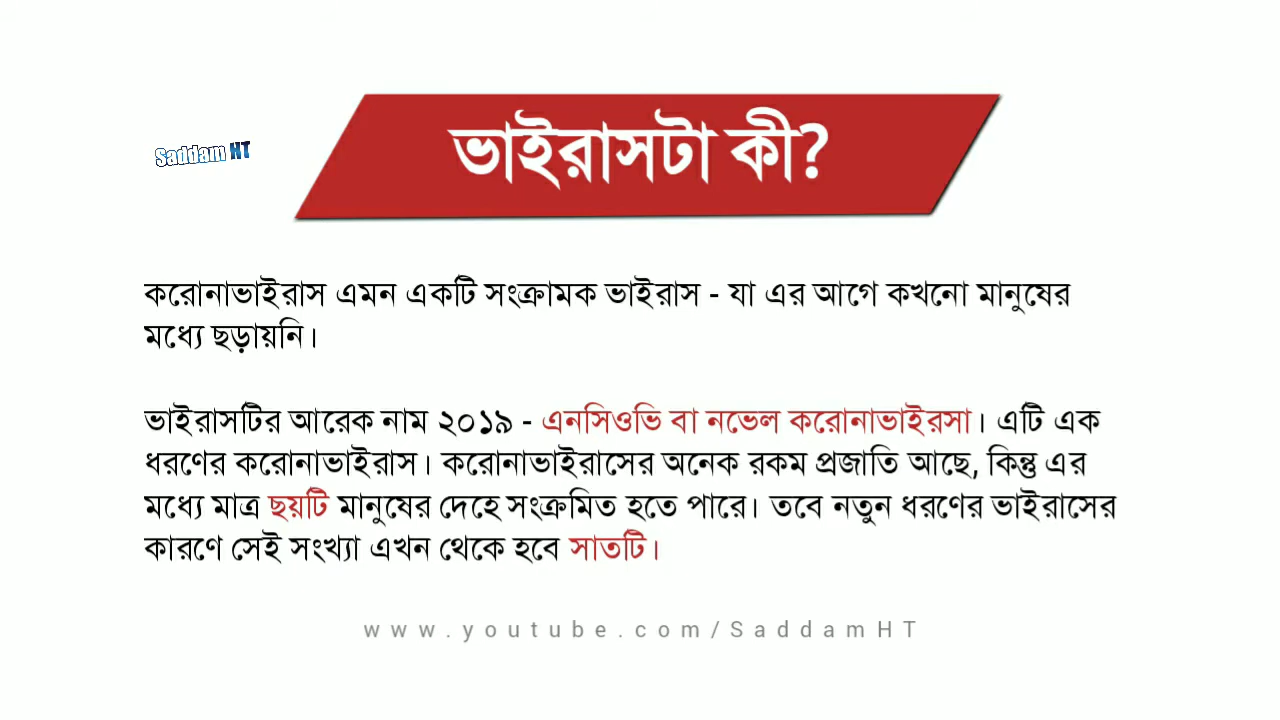 ভাইরাসটা কী?
Saddam HT
করোনাভাইরাস এমন একটি সংক্রামক ভাইরাস - যা এর আগে কখনো মানুষের
মধ্যে ছড়ায়নি।
ভাইরাসটির আরেক নাম ২০১৯ - এনসিওভি বা নভেল করোনাভাইরসা। এটি এক
ধরণের করোনাভাইরাস। করোনাভাইরাসের অনেক রকম প্রজাতি আছে, কিন্তু এর
মধ্যে মাত্র ছয়টি মানুষের দেহে সংক্রমিত হতে পারে। তবে নতুন ধরণের ভাইরাসের
কারণে সেই সংখ্যা এখন থেকে হবে সাতটি।
www.youtube.com/SaddamHT